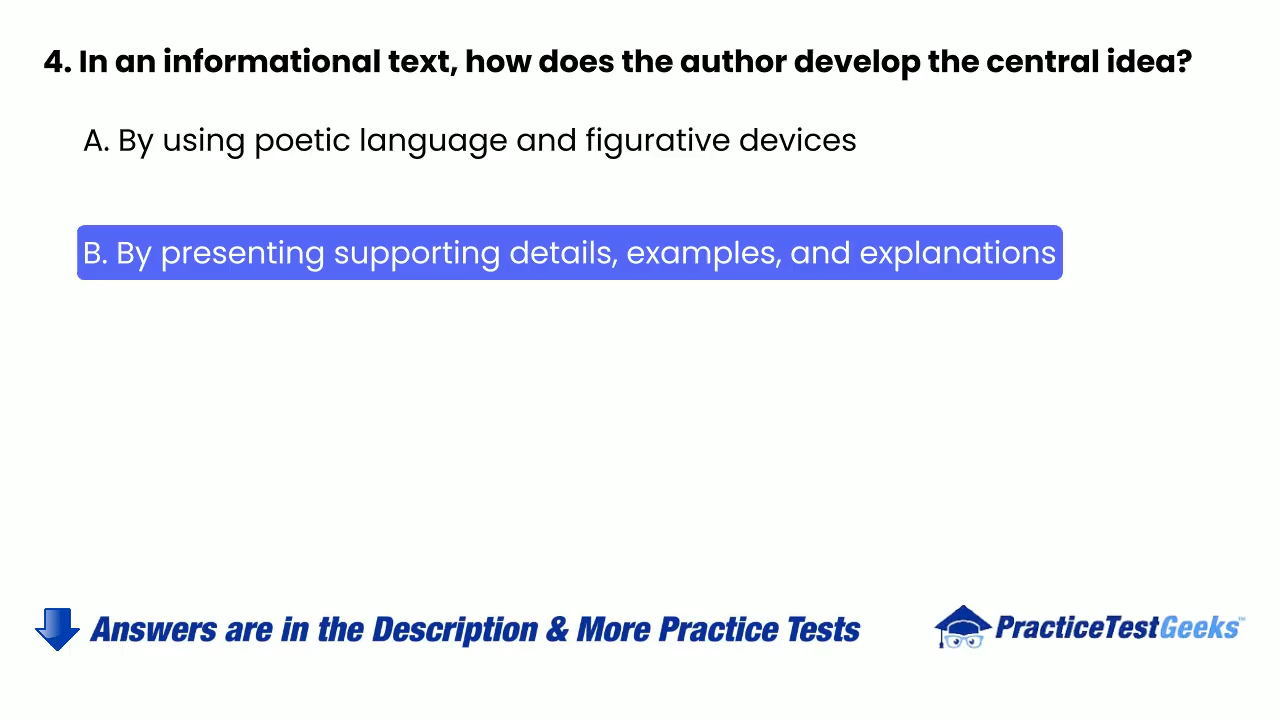 4. In an informational text, how does the author develop the central idea?
A. By using poetic language and figurative devices
B. By presenting supporting details, examples, and explanations
Answers are in the Description & More Practice Tests
PracticeTestGeeks™